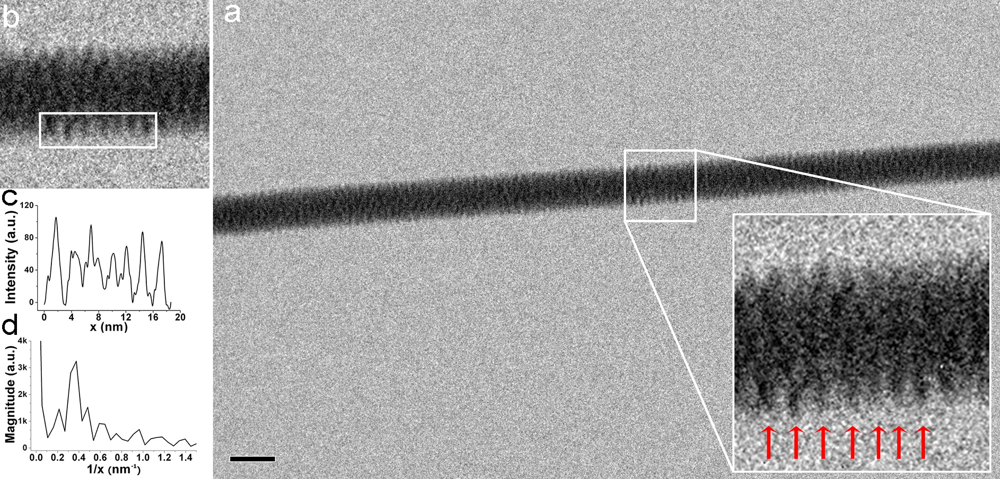 b
a
c
120
80
40
0
Intensity (a.u.)
0 4 8 12 16 20
x (nm)
d
4k
3k
2k
1k
0
Magnitude (a.u.)
0.0 0.2 0.4 0.6 0.8 1.0 1.2 1.4
1/x (nm⁻¹)